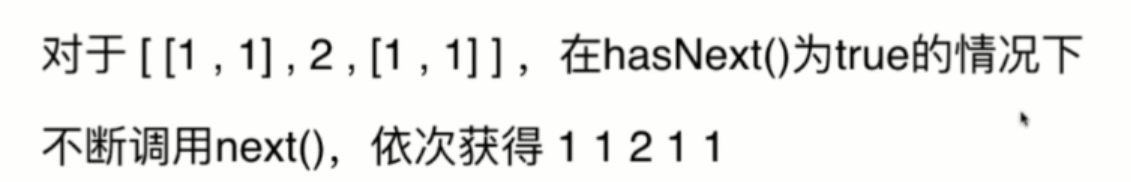 对于 [ [1 , 1] , 2 , [1 , 1] ] ，在hasNext()为true的情况下
不断调用next()，依次获得 1 1 2 1 1